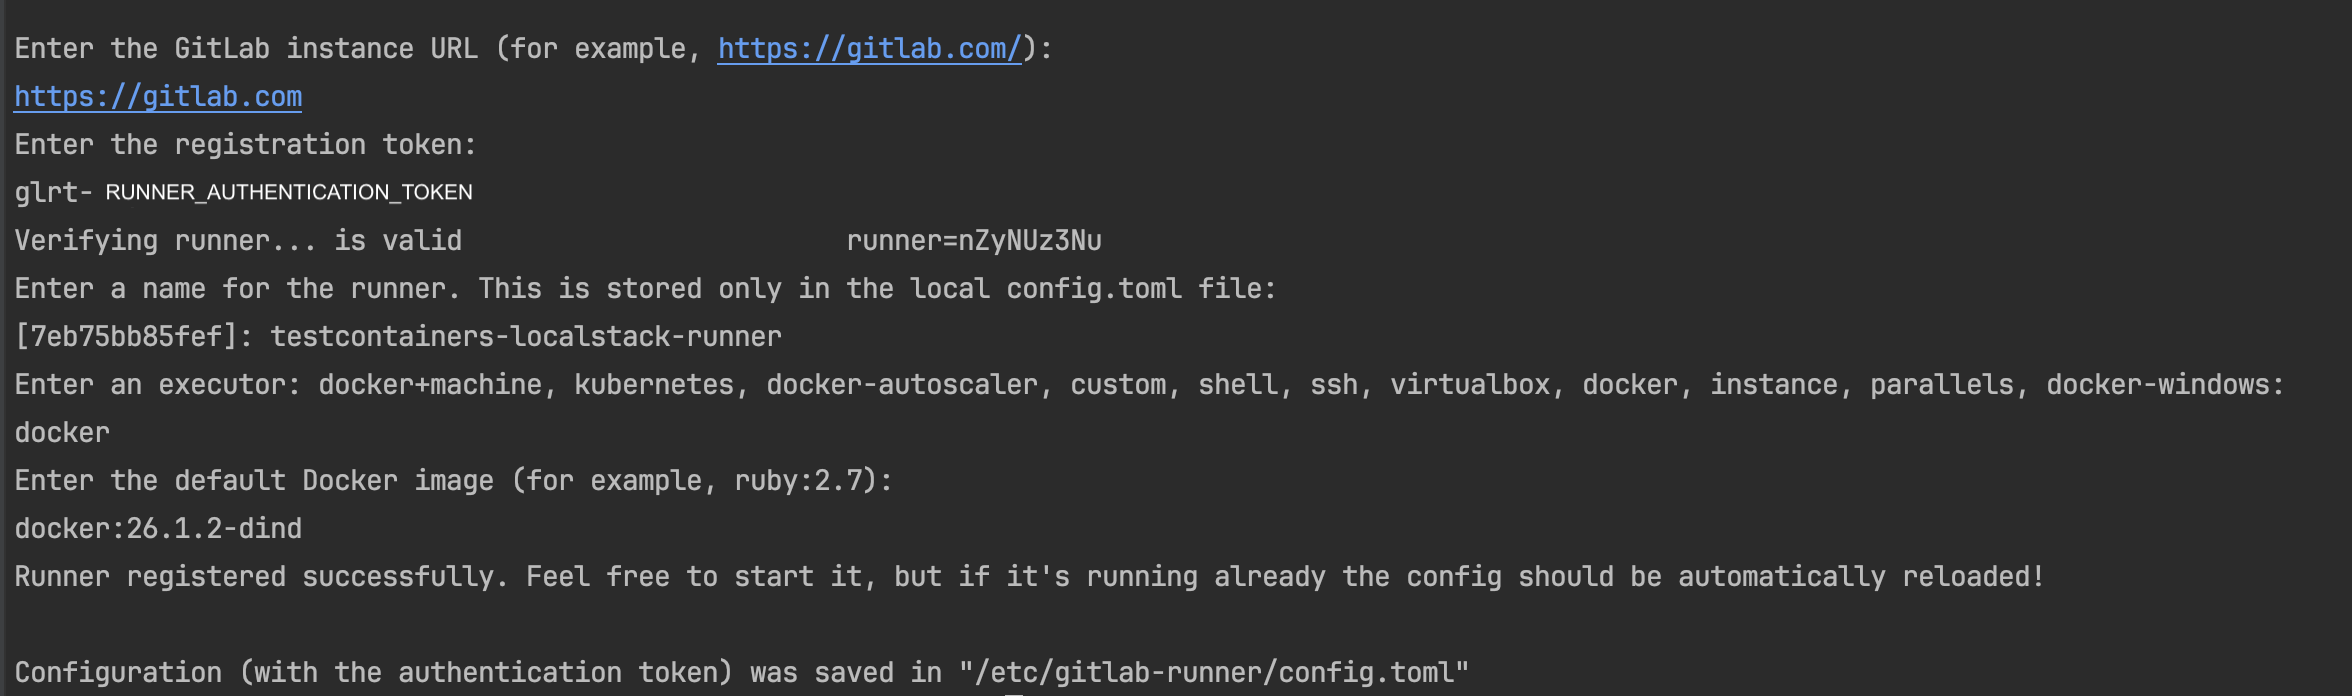 Enter the GitLab instance URL (for example, https://gitlab.com/):
https://gitlab.com
Enter the registration token:
glrt- RUNNER_AUTHENTICATION_TOKEN
Verifying runner... is valid                        runner=nZyNUz3Nu
Enter a name for the runner. This is stored only in the local config.toml file:
[7eb75bb85fef]: testcontainers-localstack-runner
Enter an executor: docker+machine, kubernetes, docker-autoscaler, custom, shell, ssh, virtualbox, docker, instance, parallels, docker-windows:
docker
Enter the default Docker image (for example, ruby:2.7):
docker:26.1.2-dind
Runner registered successfully. Feel free to start it, but if it's running already the config should be automatically reloaded!
Configuration (with the authentication token) was saved in "/etc/gitlab-runner/config.toml"